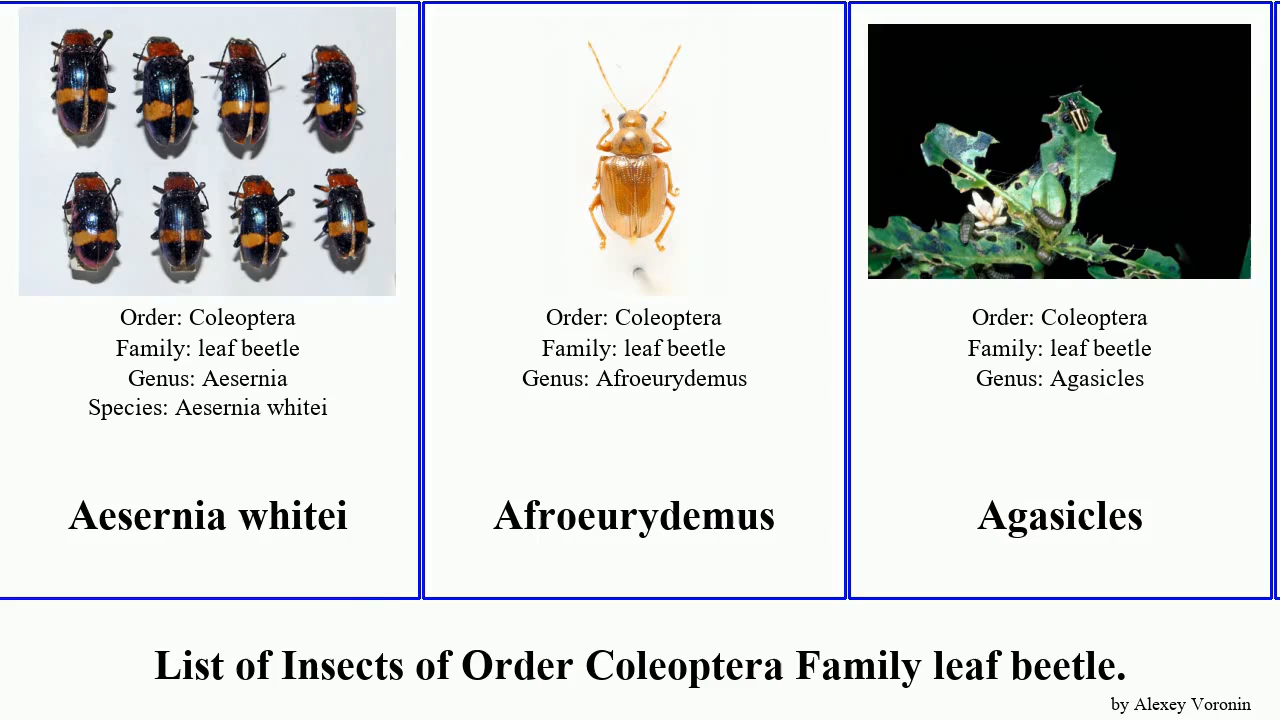 Order: Coleoptera
Family: leaf beetle
Genus: Aesernia
Species: Aesernia whitei
Aesernia whitei
Order: Coleoptera
Family: leaf beetle
Genus: Afroeurydemus
Afroeurydemus
Order: Coleoptera
Family: leaf beetle
Genus: Agasicles
Agasicles
List of Insects of Order Coleoptera Family leaf beetle.
by Alexey Voronin